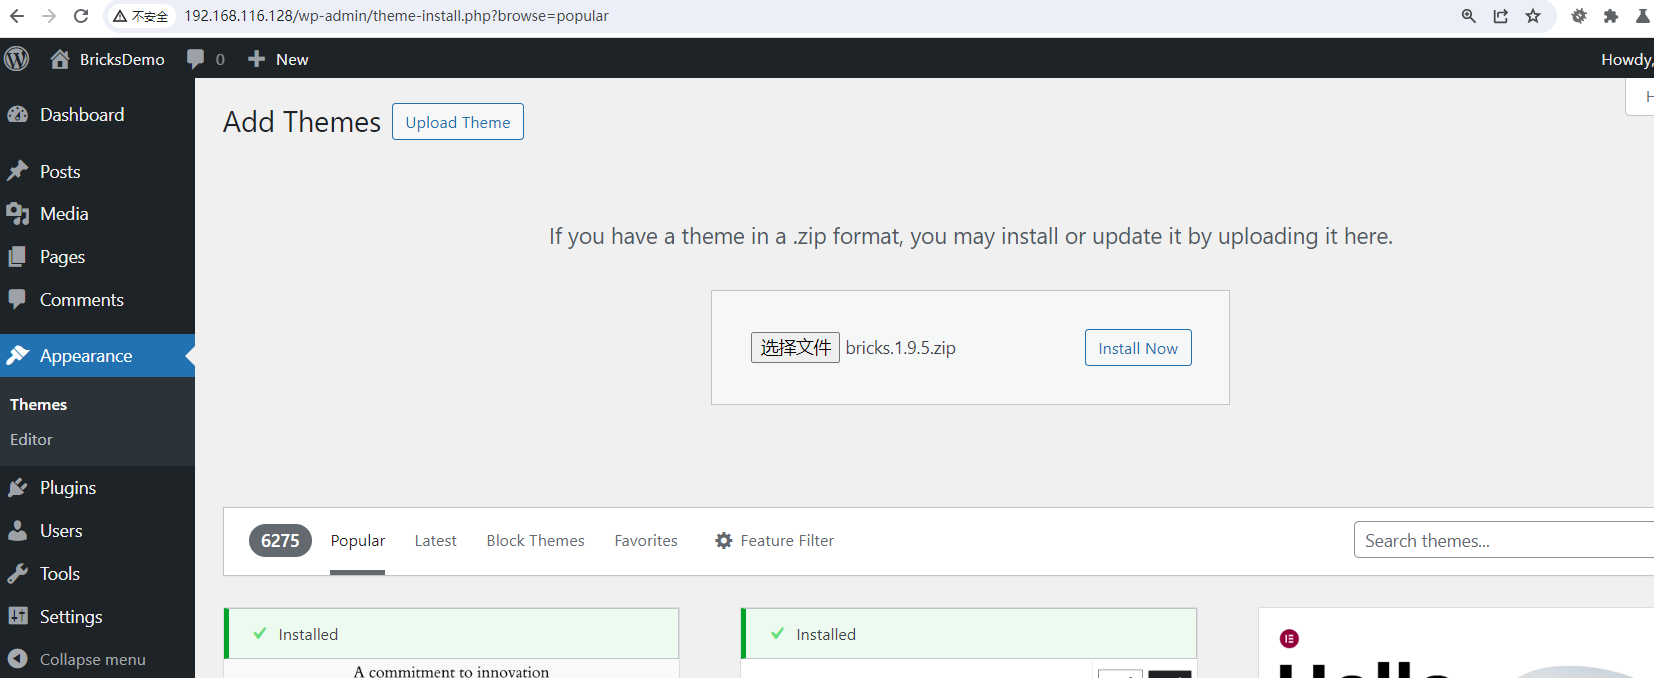 不安全 192.168.116.128/wp-admin/theme-install.php?browse=popular
BricksDemo 0 New Howdy,
Dashboard
Posts
Media
Pages
Comments
Appearance
Themes
Editor
Plugins
Users
Tools
Settings
Collapse menu
Add Themes Upload Theme
If you have a theme in a .zip format, you may install or update it by uploading it here.
选择文件 bricks.1.9.5.zip Install Now
6275 Popular Latest Block Themes Favorites Feature Filter Search themes...
Installed Installed
A commitment to innovation